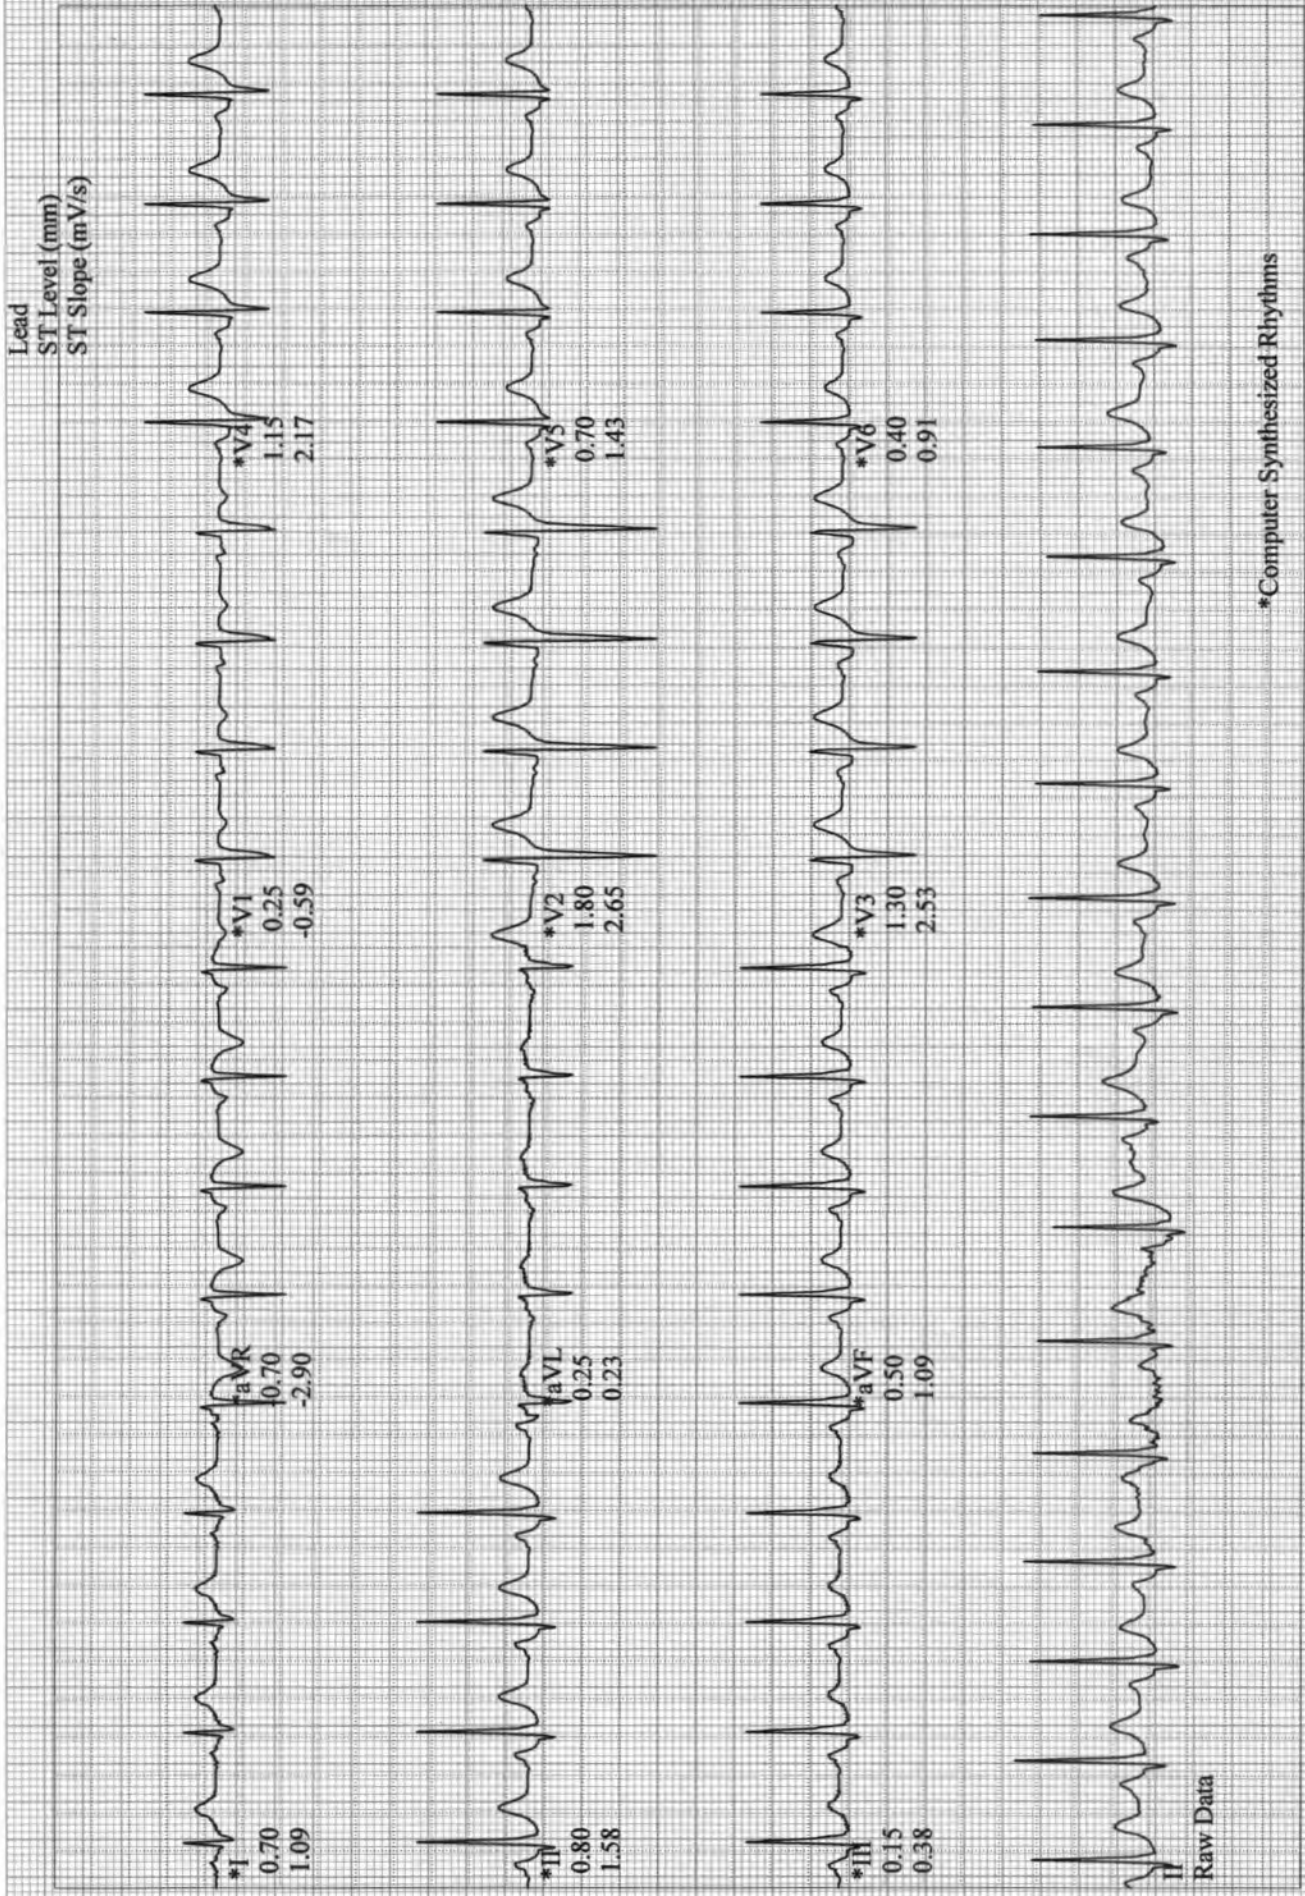 Lead
ST Level (mm)
ST Slope (mV/s)
*I
0.70
1.09
*aVR
-0.70
-2.90
*V1
0.25
-0.59
*V4
1.15
2.17
*II
0.80
1.58
*aVL
0.25
0.23
*V2
1.80
2.65
*V5
0.70
1.43
*III
0.15
0.38
*aVF
0.50
1.09
*V3
1.30
2.53
*V6
0.40
0.91
II
Raw Data
*Computer Synthesized Rhythms